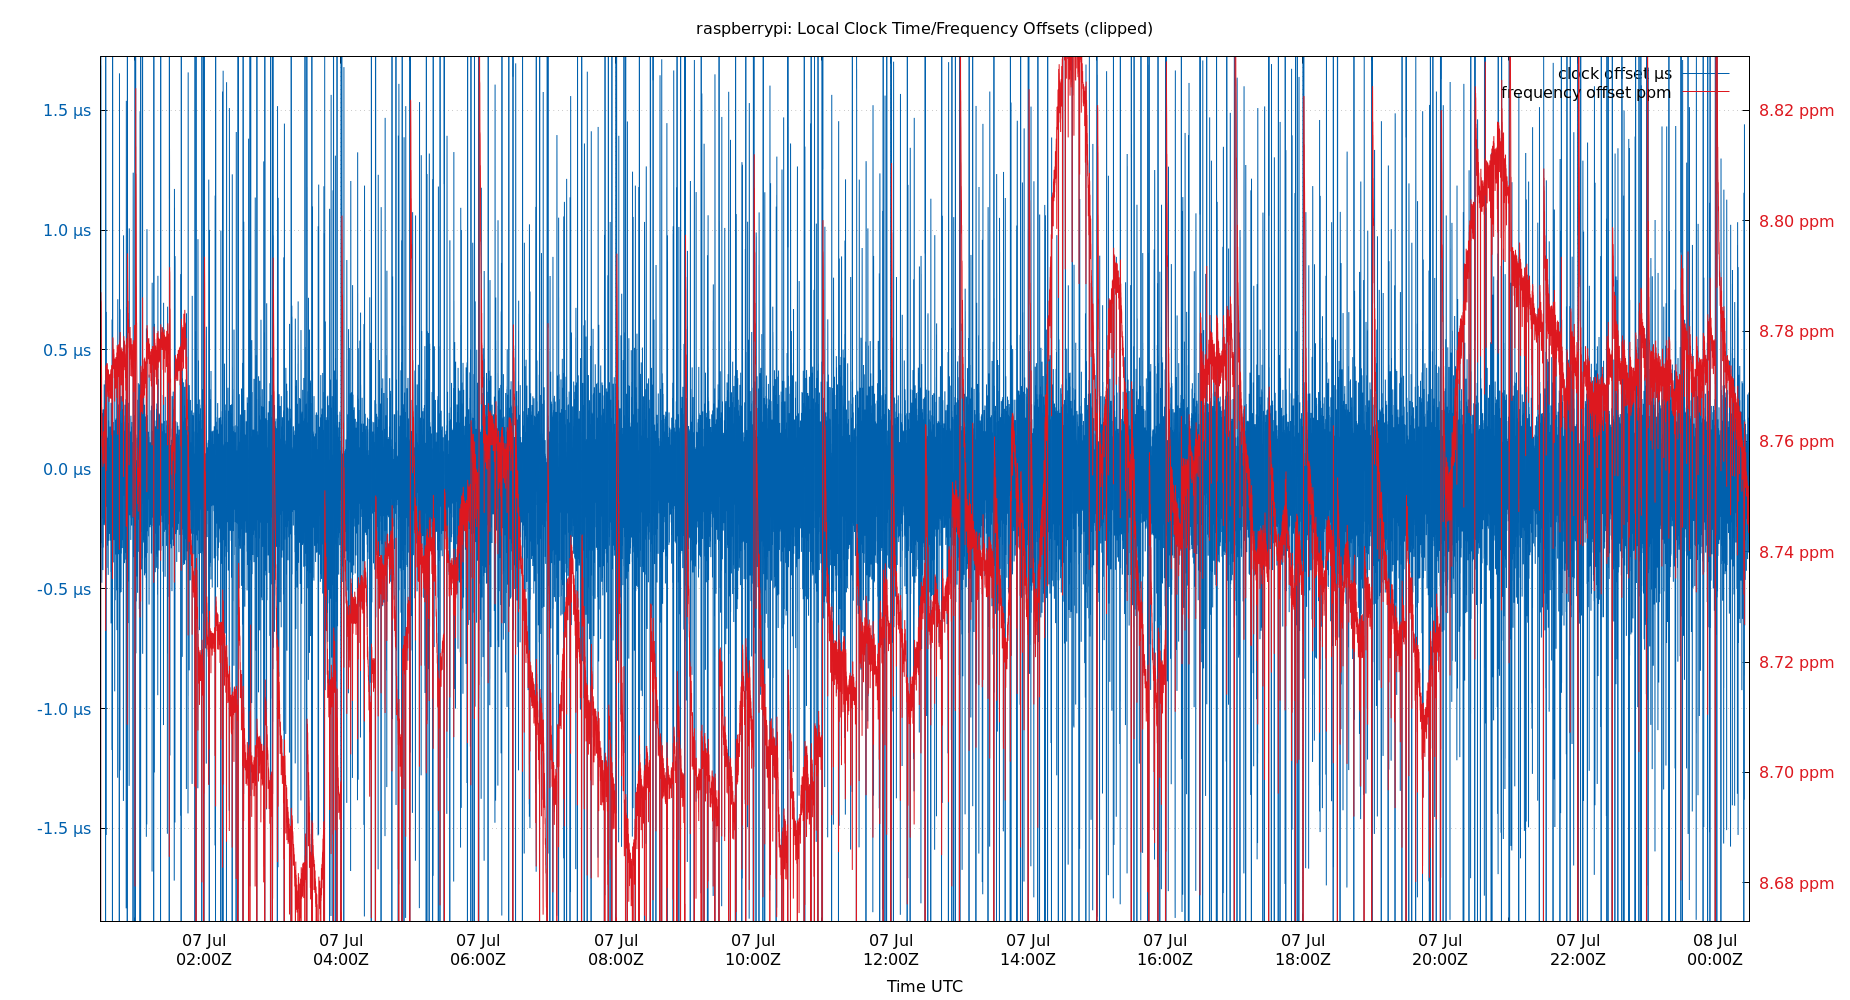 raspberrypi: Local Clock Time/Frequency Offsets (clipped)
clock offset µs
frequency offset ppm
1.5 µs
1.0 µs
0.5 µs
0.0 µs
-0.5 µs
-1.0 µs
-1.5 µs
8.82 ppm
8.80 ppm
8.78 ppm
8.76 ppm
8.74 ppm
8.72 ppm
8.70 ppm
8.68 ppm
07 Jul 07 Jul 07 Jul 07 Jul 07 Jul 07 Jul 07 Jul 07 Jul 07 Jul 07 Jul 07 Jul 08 Jul
02:00Z 04:00Z 06:00Z 08:00Z 10:00Z 12:00Z 14:00Z 16:00Z 18:00Z 20:00Z 22:00Z 00:00Z
Time UTC